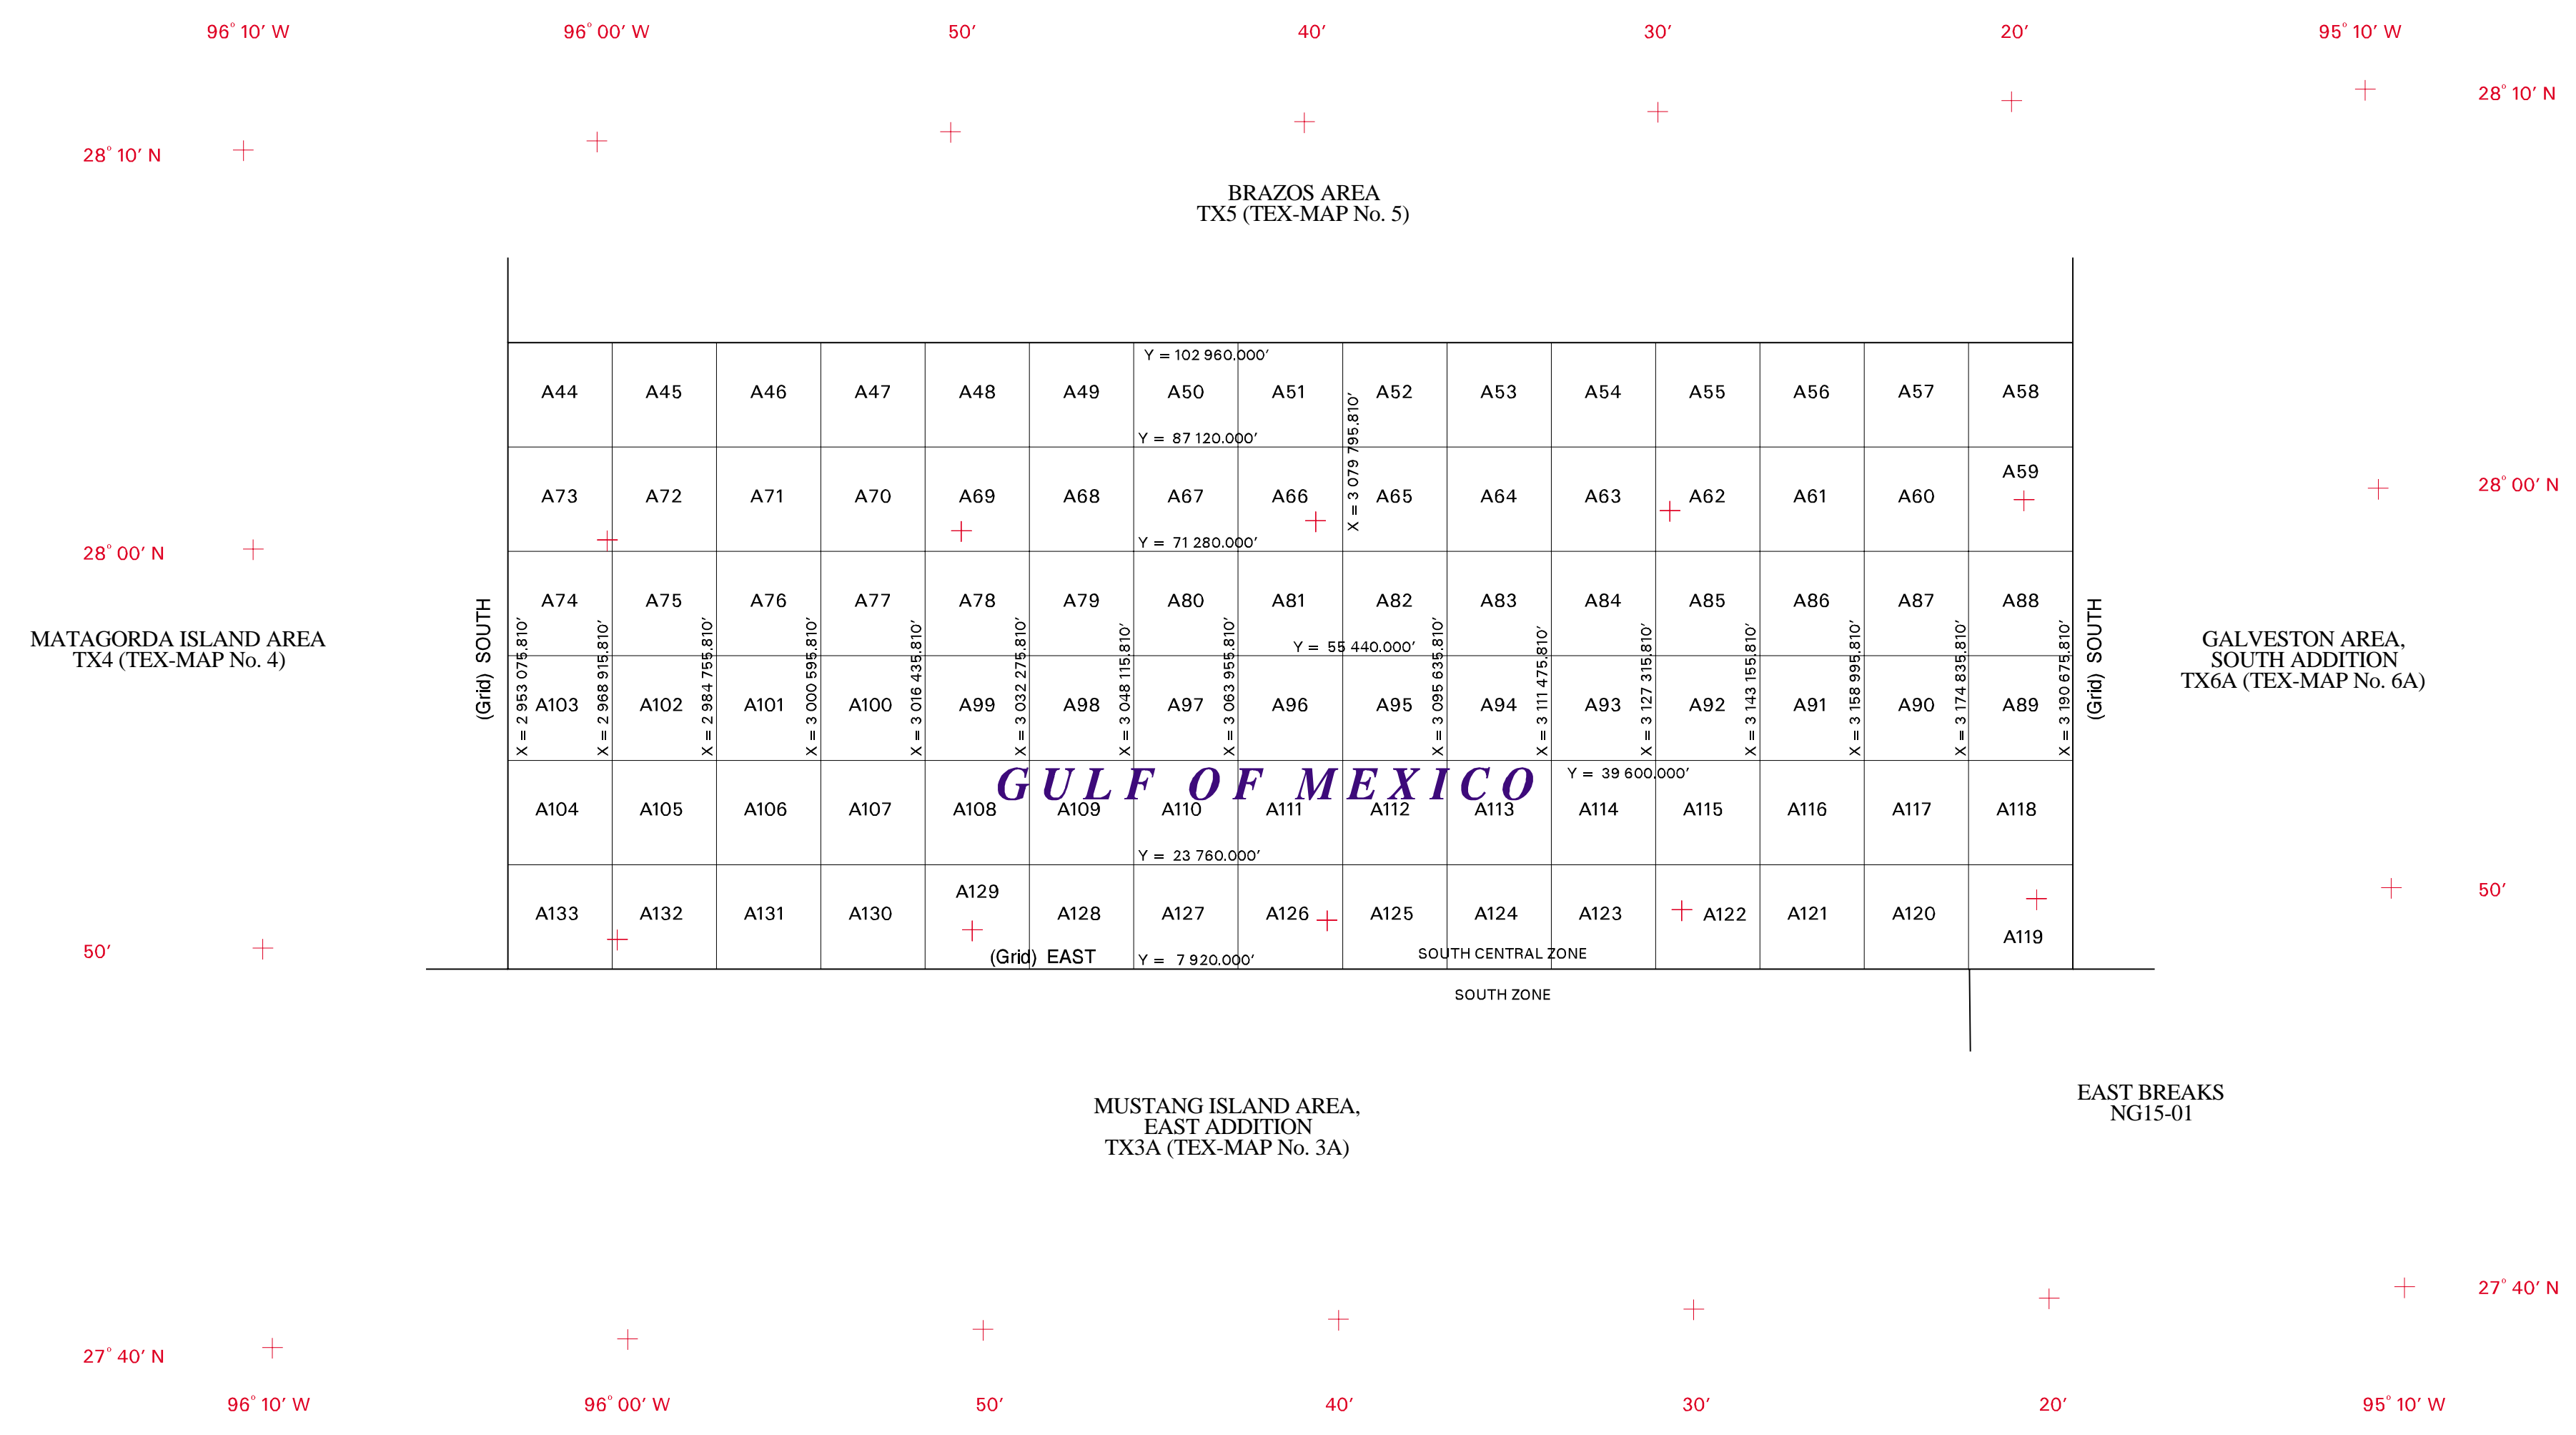 96° 10′ W
96° 00′ W
50′
40′
30′
20′
95° 10′ W
28° 10′ N
28° 10′ N
BRAZOS AREA
TX5 (TEX-MAP No. 5)
Y = 102 960.000′
A44
A45
A46
A47
A48
A49
A50
A51
A52
A53
A54
A55
A56
A57
A58
Y = 87 120.000′
X = 3 079 795.810′
A59
A73
A72
A71
A70
A69
A68
A67
A66
A65
A64
A63
A62
A61
A60
28° 00′ N
28° 00′ N
Y = 71 280.000′
A74
A75
A76
A77
A78
A79
A80
A81
A82
A83
A84
A85
A86
A87
A88
MATAGORDA ISLAND AREA
TX4 (TEX-MAP No. 4)
(Grid) SOUTH
Y = 55 440.000′
(Grid) SOUTH
GALVESTON AREA,
SOUTH ADDITION
TX6A (TEX-MAP No. 6A)
X = 2 953 075.810′
X = 2 968 915.810′
X = 2 984 755.810′
X = 3 000 595.810′
X = 3 016 435.810′
X = 3 032 275.810′
X = 3 048 115.810′
X = 3 063 955.810′
X = 3 095 635.810′
X = 3 111 475.810′
X = 3 127 315.810′
X = 3 143 155.810′
X = 3 158 995.810′
X = 3 174 835.810′
X = 3 190 675.810′
A103
A102
A101
A100
A99
A98
A97
A96
A95
A94
A93
A92
A91
A90
A89
GULF OF MEXICO
Y = 39 600.000′
A104
A105
A106
A107
A108
A109
A110
A111
A112
A113
A114
A115
A116
A117
A118
Y = 23 760.000′
A129
A133
A132
A131
A130
A128
A127
A126
A125
A124
A123
A122
A121
A120
A119
50′
50′
(Grid) EAST
Y = 7 920.000′
SOUTH CENTRAL ZONE
SOUTH ZONE
MUSTANG ISLAND AREA,
EAST ADDITION
TX3A (TEX-MAP No. 3A)
EAST BREAKS
NG15-01
27° 40′ N
27° 40′ N
96° 10′ W
96° 00′ W
50′
40′
30′
20′
95° 10′ W